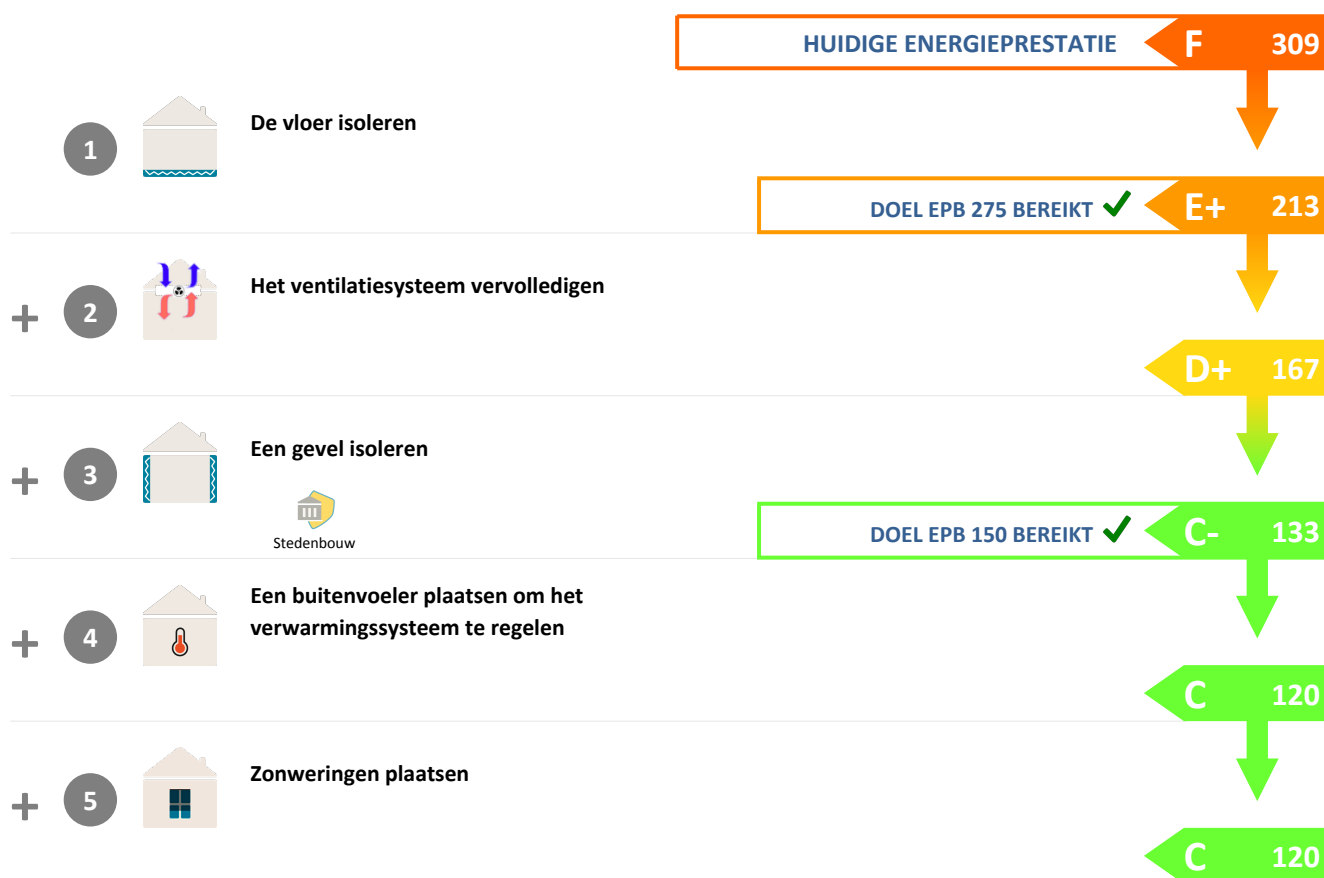 HUIDIGE ENERGIEPRESTATIE F 309
1 De vloer isoleren
DOEL EPB 275 BEREIKT E+ 213
+ 2 Het ventilatiesysteem vervolledigen
D+ 167
+ 3 Een gevel isoleren
Stedenbouw
DOEL EPB 150 BEREIKT C- 133
+ 4 Een buitenvoeler plaatsen om het
verwarmingssysteem te regelen
C 120
+ 5 Zonweringen plaatsen
C 120